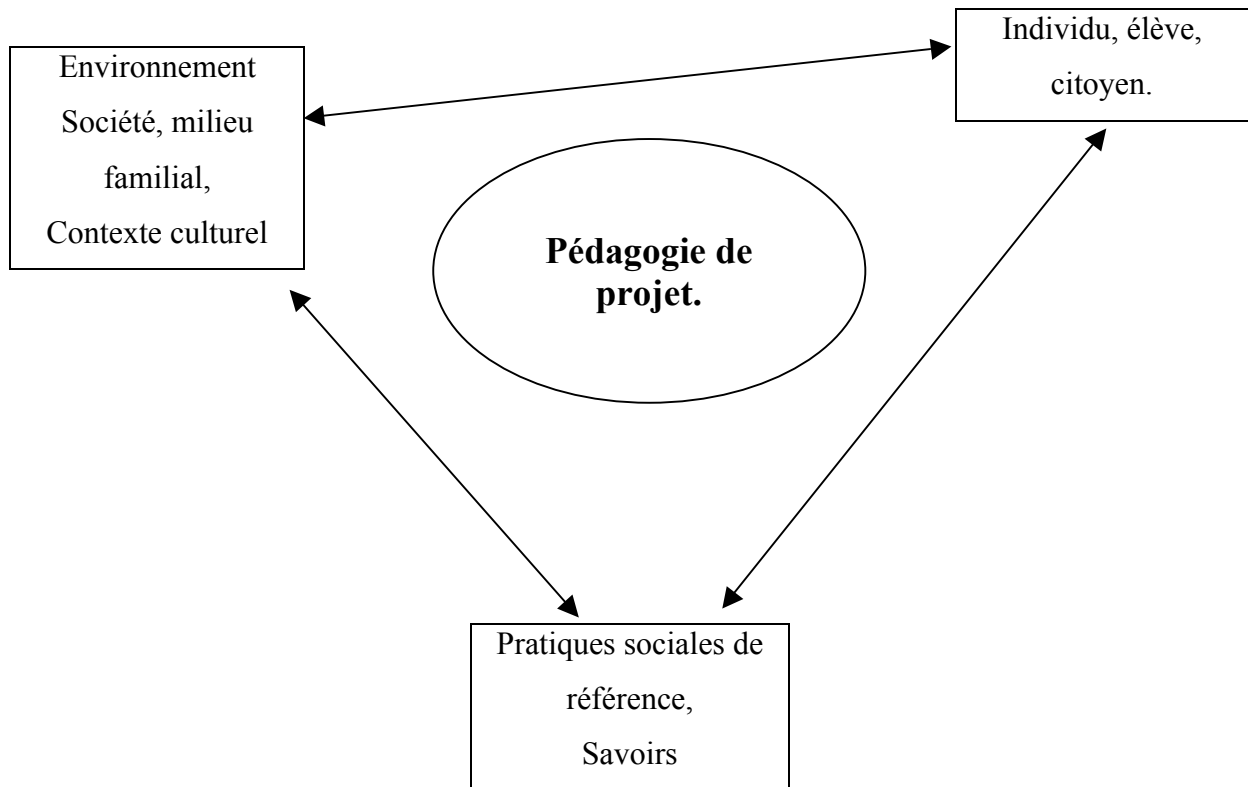 Environnement
Société, milieu
familial,
Contexte culturel
Individu, élève,
citoyen.
Pédagogie de
projet.
Pratiques sociales de
référence,
Savoirs